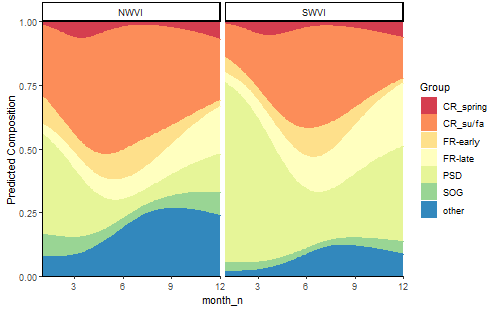 NWVI SWVI
1.00
0.75
0.50
0.25
0.00
Predicted Composition
3 6 9 12 3 6 9 12
month_n
Group
CR_spring
CR_su/fa
FR-early
FR-late
PSD
SOG
other